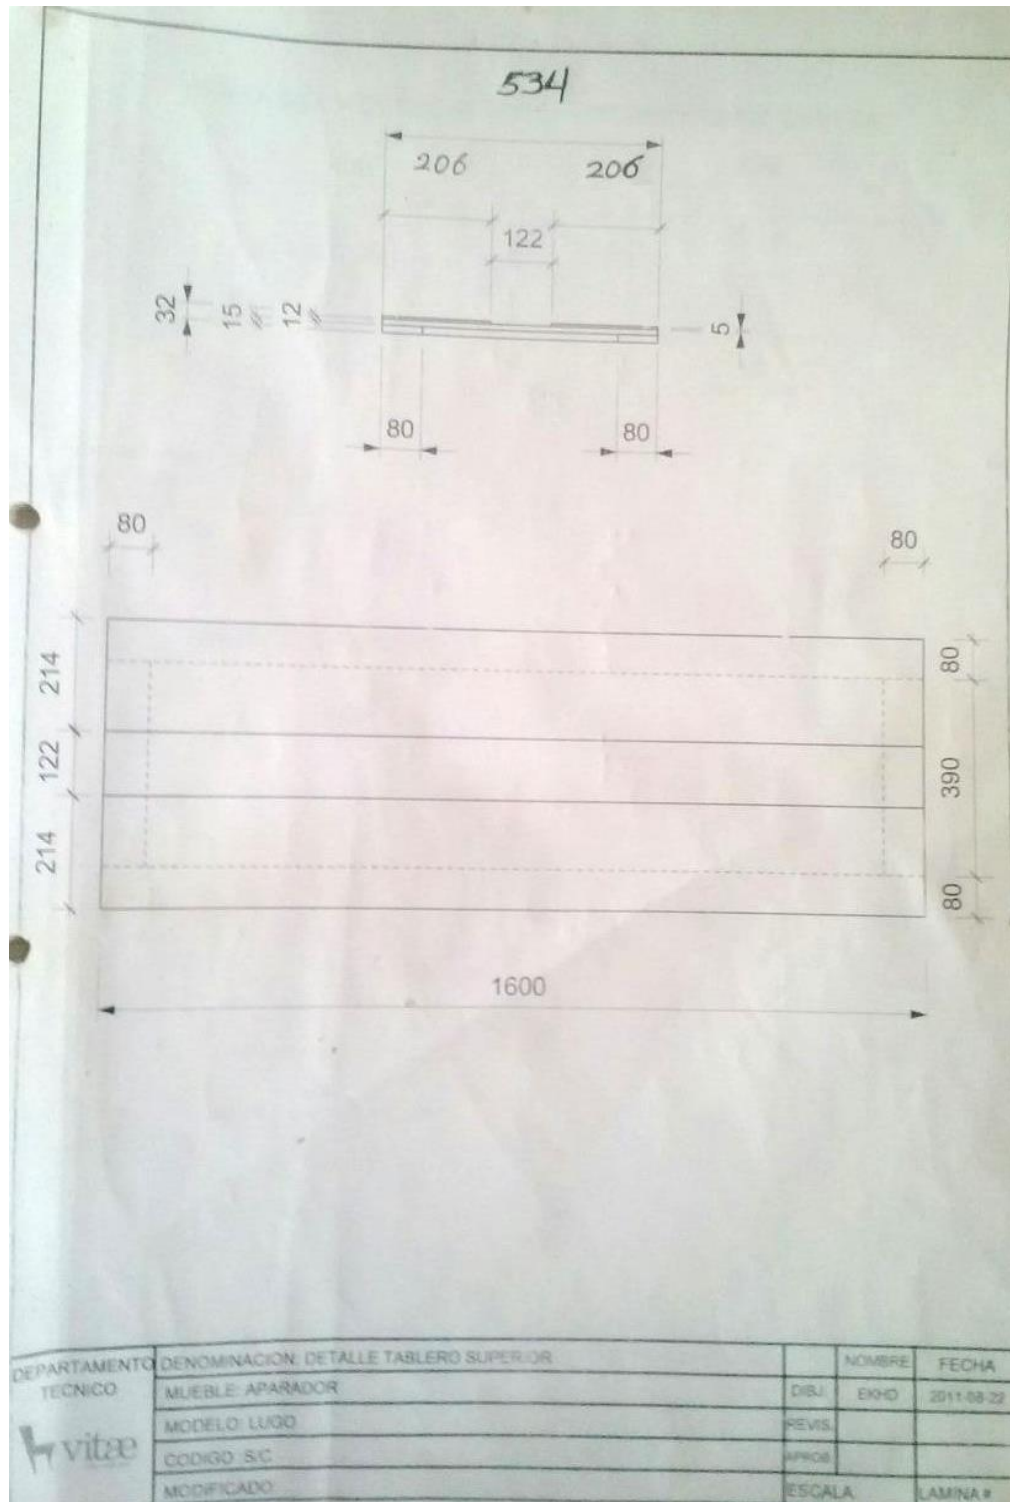 534
206 206
122
32 15 12 5
80 80
80 80
214 80
122 390
214 80
1600
DEPARTAMENTO TECNICO
vitæ
DENOMINACION: DETALLE TABLERO SUPERIOR
NOMBRE FECHA
MUEBLE: APARADOR
DIBJ. EKHD 2011-08-22
MODELO: LUGO
REVIS.
CODIGO: S/C
APROB.
MODIFICADO:
ESCALA
LAMINA #